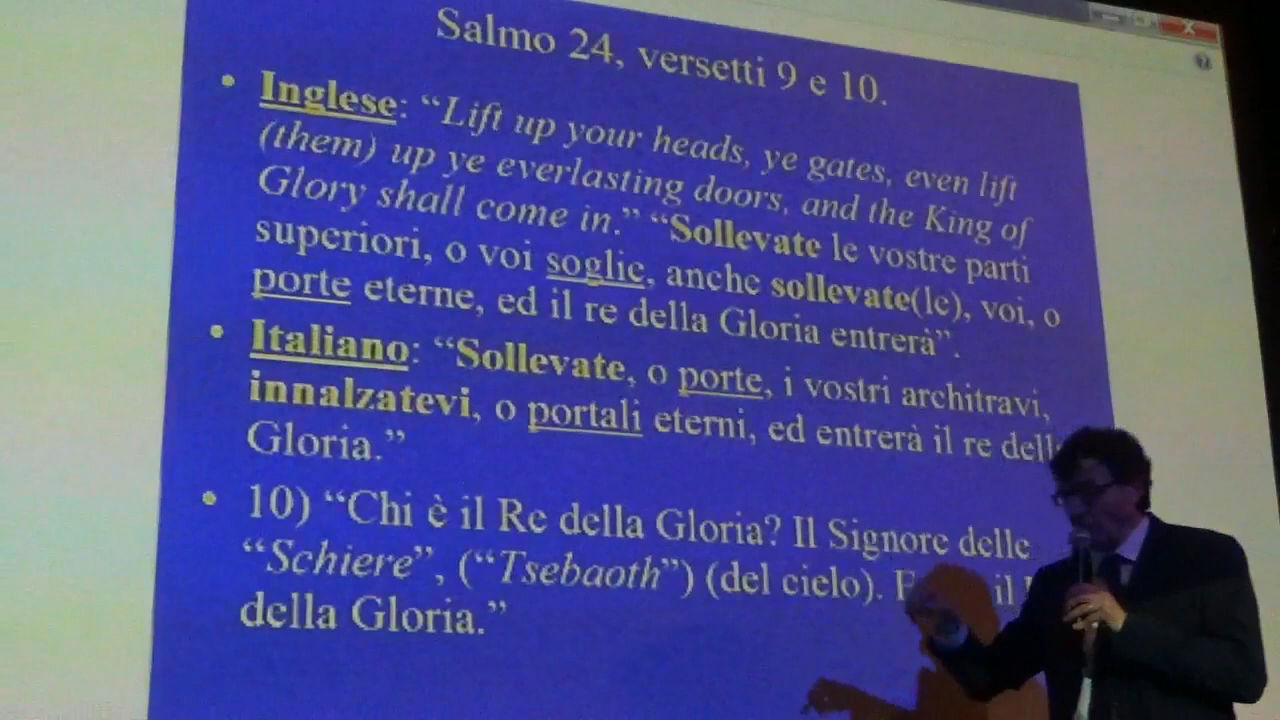 Salmo 24, versetti 9 e 10.
• Inglese: “Lift up your heads, ye gates, even lift
(them) up ye everlasting doors, and the King of
Glory shall come in.” “Sollevate le vostre parti
superiori, o voi soglie, anche sollevate(le), voi, o
porte eterne, ed il re della Gloria entrerà”.
• Italiano: “Sollevate, o porte, i vostri architravi,
innalzatevi, o portali eterni, ed entrerà il re
Gloria.”
• 10) “Chi è il Re della Gloria? Il Signore delle
“Schiere”, (“Tsebaoth”) (del cielo). il
della Gloria.”